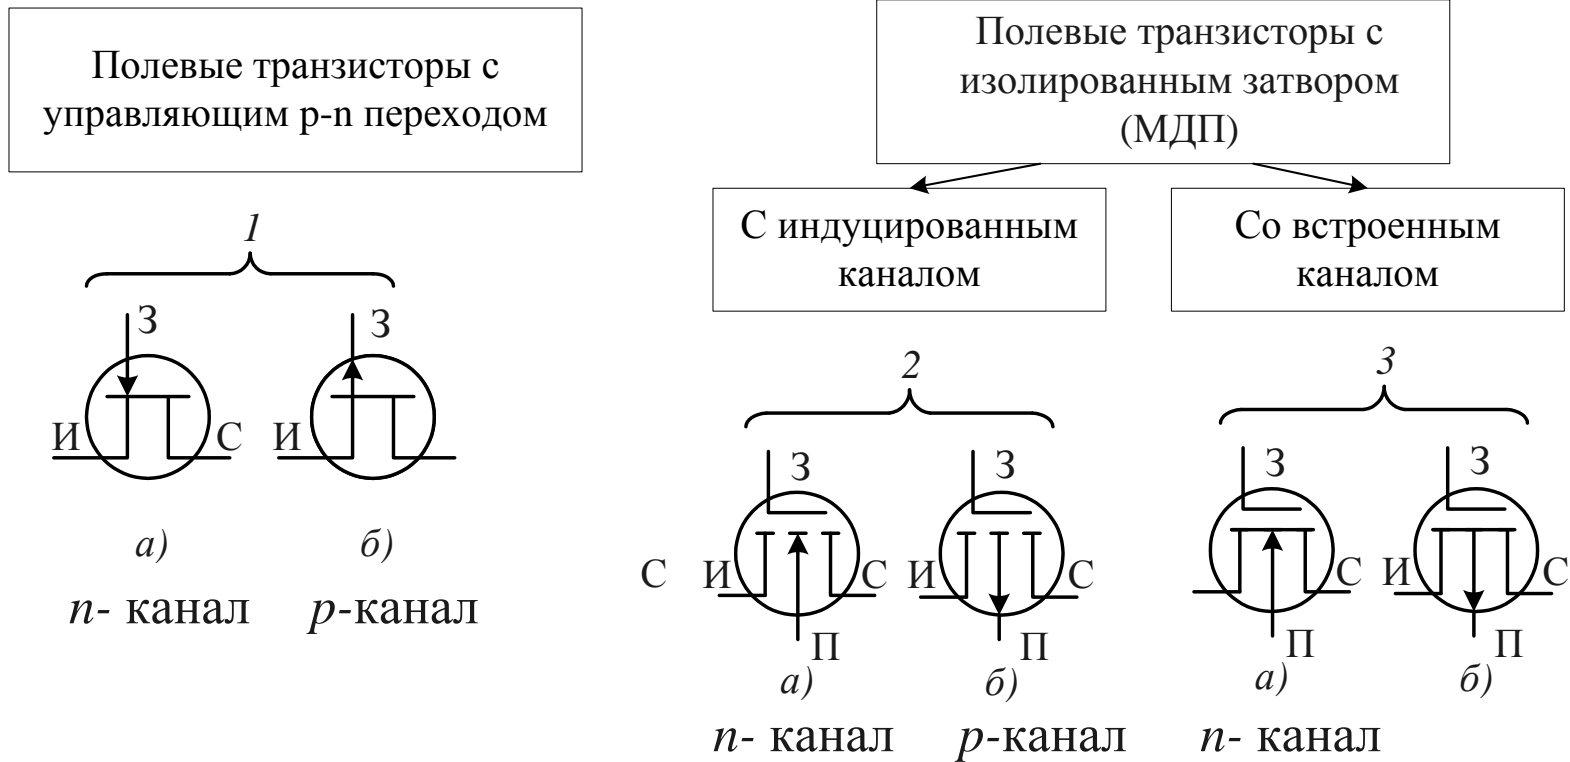 Полевые транзисторы с
управляющим p-n переходом
1
З
З
И
С
И
а)
б)
n- канал
p-канал
Полевые транзисторы с
изолированным затвором
(МДП)
С индуцированным
каналом
Со встроенным
каналом
2
3
З
З
З
З
С
И
С
И
С
С
И
С
П
П
П
П
а)
б)
а)
б)
n- канал
p-канал
n- канал